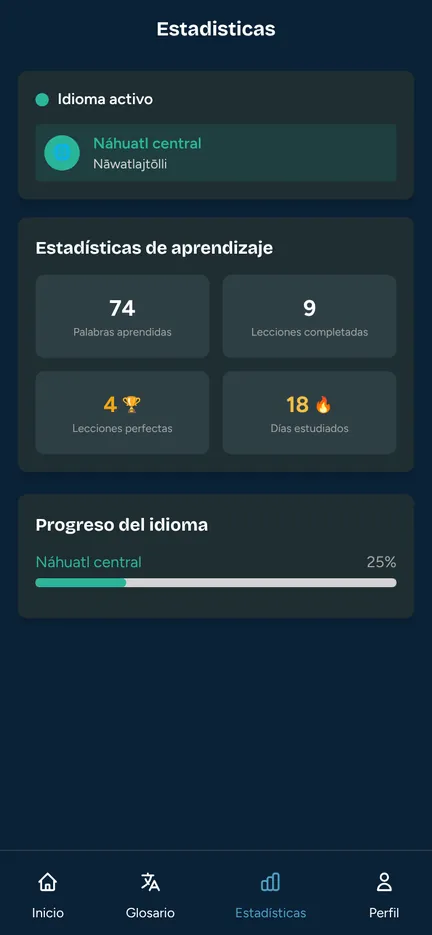 Estadisticas
Idioma activo
Náhuatl central
Nāwatlajtōlli
Estadísticas de aprendizaje
74
Palabras aprendidas
9
Lecciones completadas
4 🏆
Lecciones perfectas
18 🔥
Días estudiados
Progreso del idioma
Náhuatl central 25%
Inicio Glosario Estadísticas Perfil